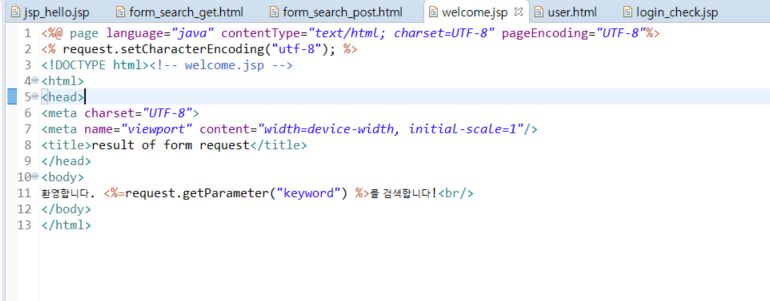 jsp_hello.jsp form_search_get.html form_search_post.html welcome.jsp user.html login_check.jsp
1 <%@ page language="java" contentType="text/html; charset=UTF-8" pageEncoding="UTF-8"%>
2 <% request.setCharacterEncoding("utf-8"); %>
3 <!DOCTYPE html><!-- welcome.jsp -->
4 <html>
5 <head>
6 <meta charset="UTF-8">
7 <meta name="viewport" content="width=device-width, initial-scale=1"/>
8 <title>result of form request</title>
9 </head>
10 <body>
11 환영합니다. <%=request.getParameter("keyword") %>를 검색합니다!<br/>
12 </body>
13 </html>